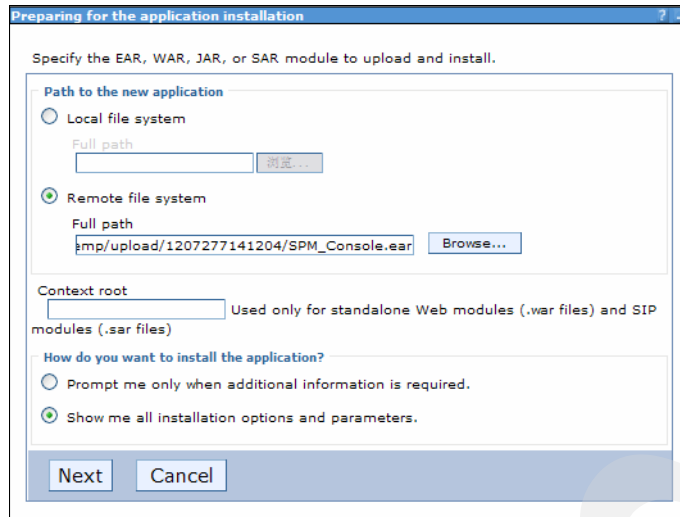 Preparing for the application installation ?
Specify the EAR, WAR, JAR, or SAR module to upload and install.
Path to the new application
Local file system
Full path
浏览...
Remote file system
Full path
emp/upload/1207277141204/SPM_Console.ear Browse...
Context root
Used only for standalone Web modules (.war files) and SIP
modules (.sar files)
How do you want to install the application?
Prompt me only when additional information is required.
Show me all installation options and parameters.
Next Cancel